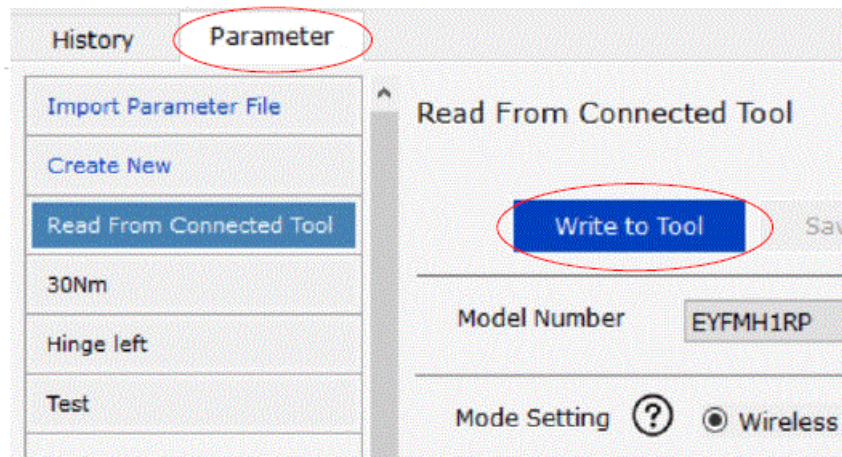 History Parameter
Import Parameter File
Create New
Read From Connected Tool
30Nm
Hinge left
Test
Read From Connected Tool
Write to Tool
Model Number EYFMH1RP
Mode Setting ? Wireless